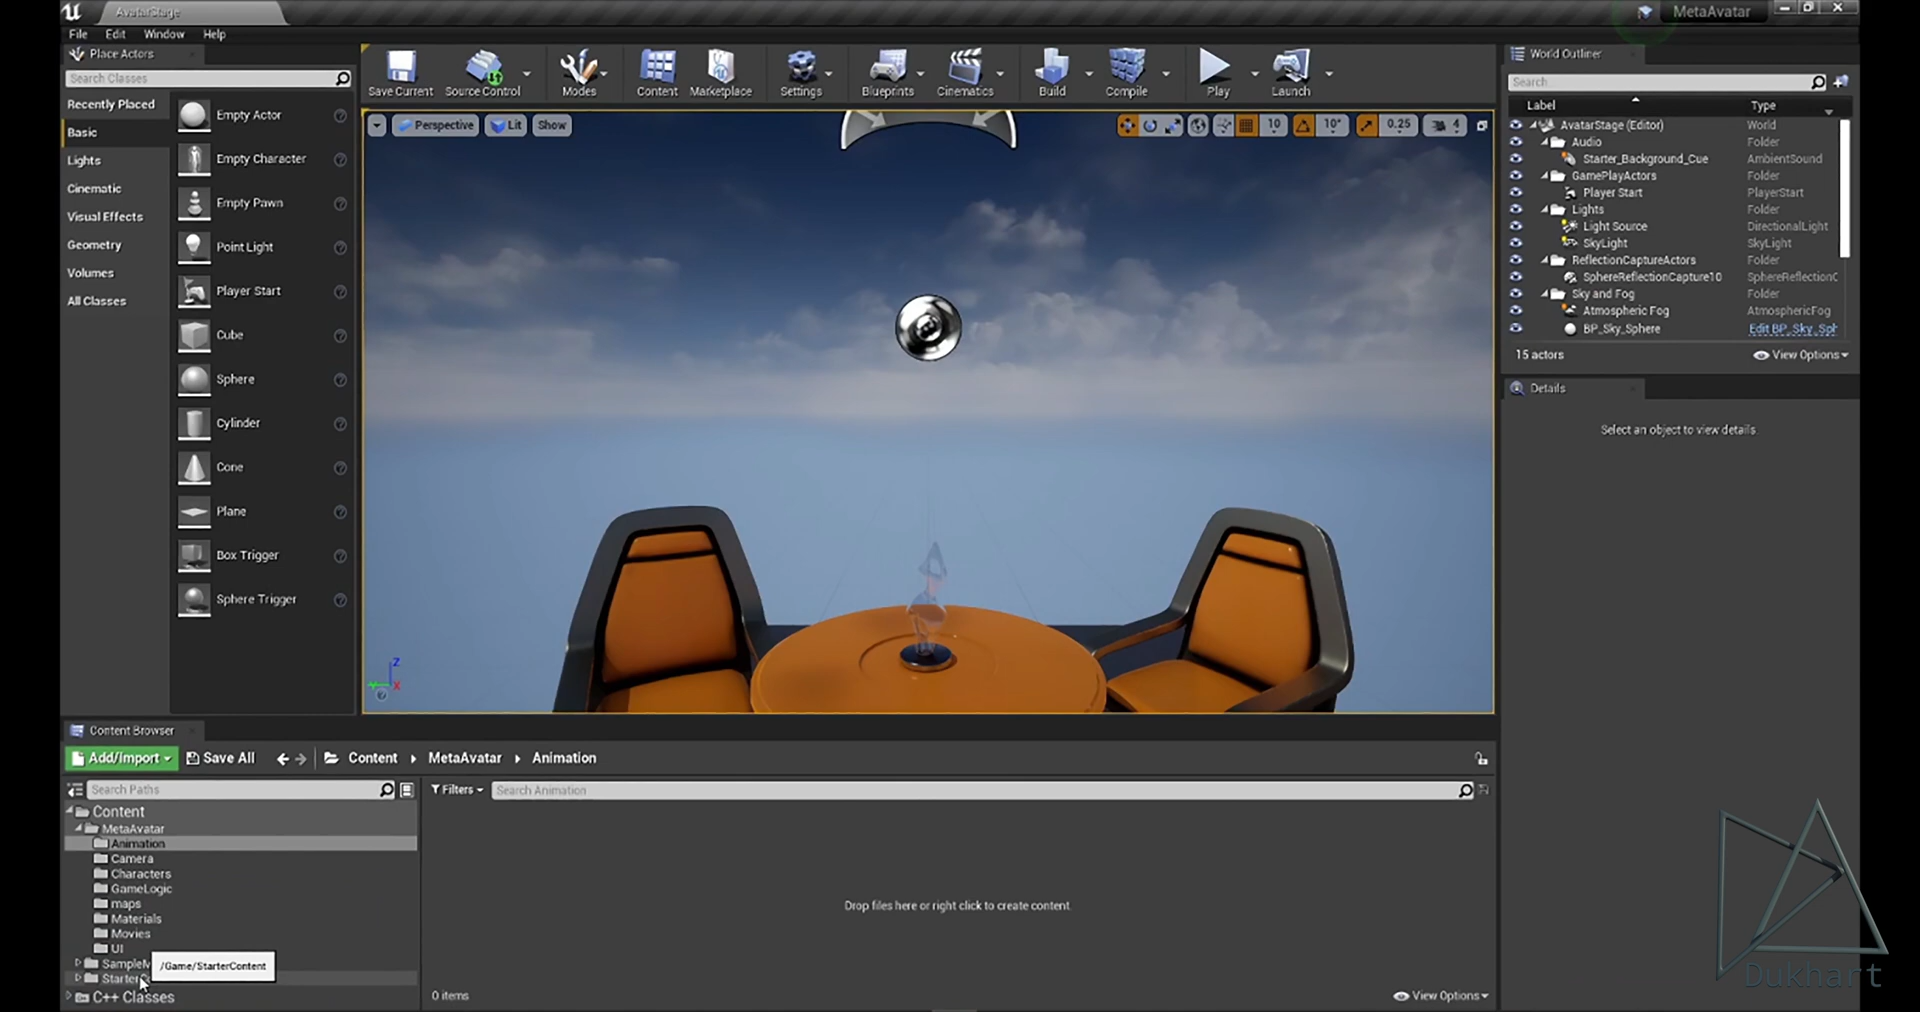 AvatarStage
MetaAvatar
File Edit Window Help
Place Actors
Search Classes
Recently Placed
Basic
Lights
Cinematic
Visual Effects
Geometry
Volumes
All Classes
Empty Actor
Empty Character
Empty Pawn
Point Light
Player Start
Cube
Sphere
Cylinder
Cone
Plane
Box Trigger
Sphere Trigger
Save Current Source Control Modes Content Marketplace Settings Blueprints Cinematics Build Compile Play Launch
Perspective Lit Show
10 10° 0.25 4
Z
X
World Outliner
Search
Label Type
AvatarStage (Editor) World
Audio Folder
Starter_Background_Cue AmbientSound
GamePlayActors Folder
Player Start PlayerStart
Lights Folder
Light Source DirectionalLight
SkyLight SkyLight
ReflectionCaptureActors Folder
SphereReflectionCapture10 SphereReflectionC
Sky and Fog Folder
Atmospheric Fog AtmosphericFog
BP_Sky_Sphere Edit BP_Sky_Sph
15 actors View Options
Details
Select an object to view details.
Content Browser
Add/Import Save All Content MetaAvatar Animation
Search Paths
Filters Search Animation
Content
MetaAvatar
Animation
Camera
Characters
GameLogic
maps
Materials
Movies
UI
SampleM
StarterC
C++ Classes
/Game/StarterContent
Drop files here or right click to create content.
0 items View Options
Dukhart